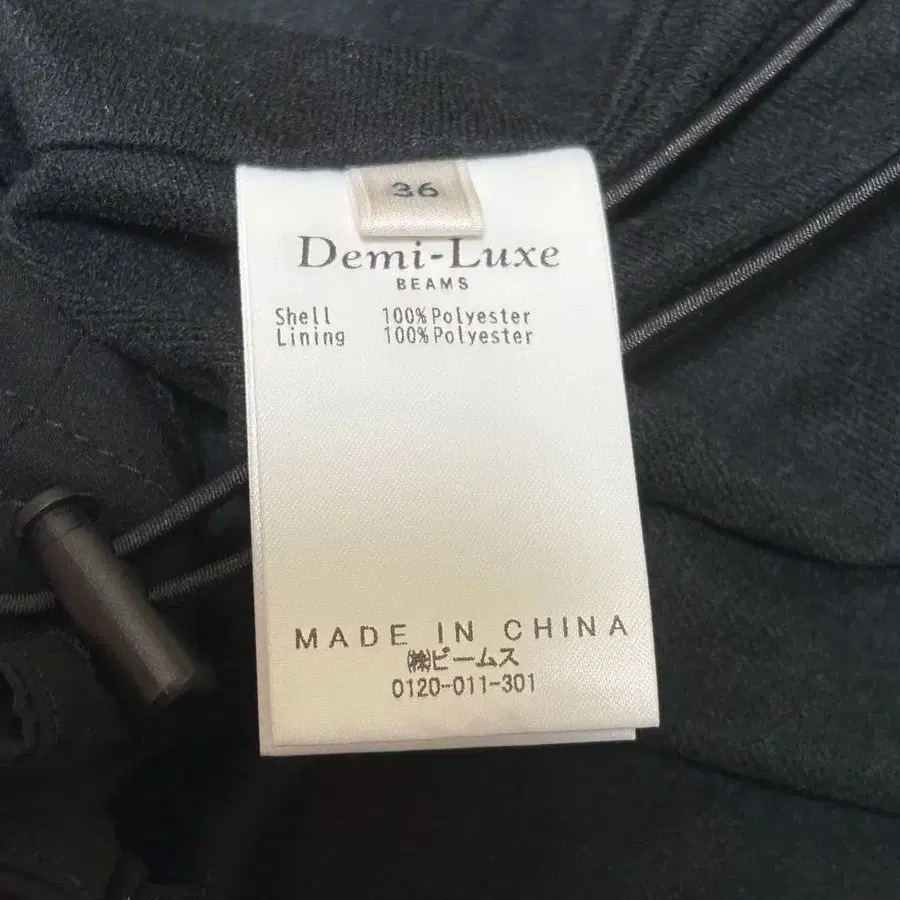 36
Demi-Luxe
BEAMS
Shell 100%Polyester
Lining 100%Polyester
MADE IN CHINA
㈱ビームス
0120-011-301